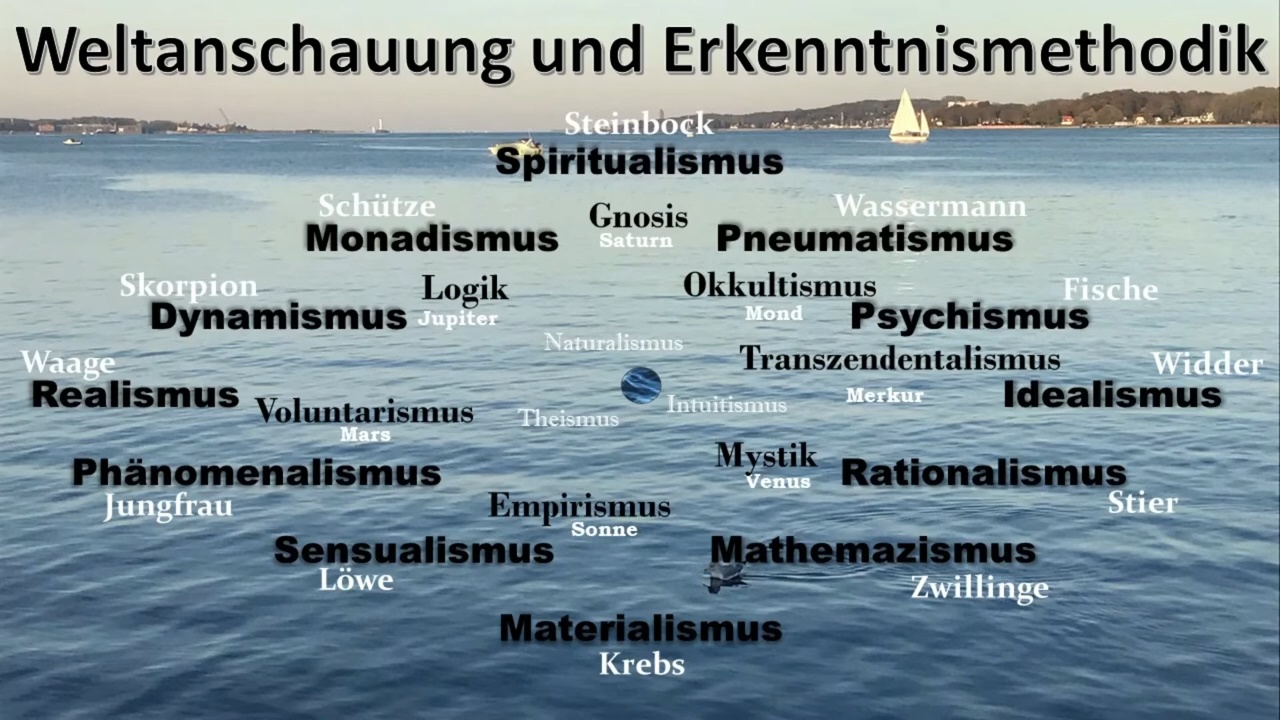 Weltanschauung und Erkenntnismethodik
Steinbock
Spiritualismus
Schütze
Gnosis
Wassermann
Monadismus
Saturn
Pneumatismus
Skorpion
Logik
Okkultismus
Fische
Dynamismus
Jupiter
Mond
Psychismus
Naturalismus
Transzendentalismus
Waage
Widder
Realismus
Voluntarismus
Theismus
Intuitismus
Merkur
Idealismus
Mars
Phänomenalismus
Mystik
Venus
Rationalismus
Jungfrau
Empirismus
Stier
Sonne
Sensualismus
Mathemazismus
Löwe
Zwillinge
Materialismus
Krebs